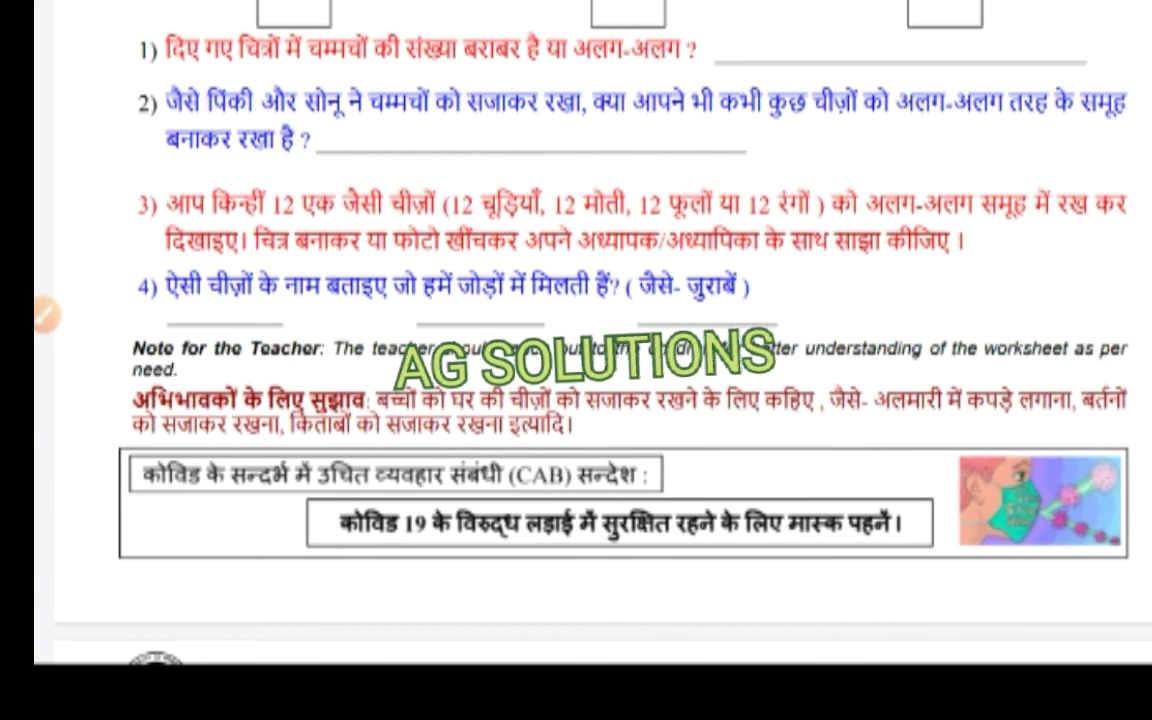 1) दिए गए चित्रों में चम्मचों की संख्या बराबर है या अलग-अलग ?
2) जैसे पिंकी और सोनू ने चम्मचों को सजाकर रखा, क्या आपने भी कभी कुछ चीज़ों को अलग-अलग तरह के समूह
बनाकर रखा है ?
3) आप किन्हीं 12 एक जैसी चीज़ों (12 चूड़ियाँ, 12 मोती, 12 फूलों या 12 रंगों ) को अलग-अलग समूह में रख कर
दिखाइए। चित्र बनाकर या फोटो खींचकर अपने अध्यापक/अध्यापिका के साथ साझा कीजिए ।
4) ऐसी चीज़ों के नाम बताइए जो हमें जोड़ों में मिलती हैं? ( जैसे- जुराबें )
AG SOLUTIONS
Note for the Teacher: The understanding of the worksheet as per
need.
अभिभावकों के लिए सुझाव: बच्चों को घर की चीज़ों को सजाकर रखने के लिए कहिए , जैसे- अलमारी में कपड़े लगाना, बर्तनों
को सजाकर रखना, किताबों को सजाकर रखना इत्यादि।
कोविड के सन्दर्भ में उचित व्यवहार संबंधी (CAB) सन्देश :
कोविड 19 के विरुद्ध लड़ाई में सुरक्षित रहने के लिए मास्क पहनें।